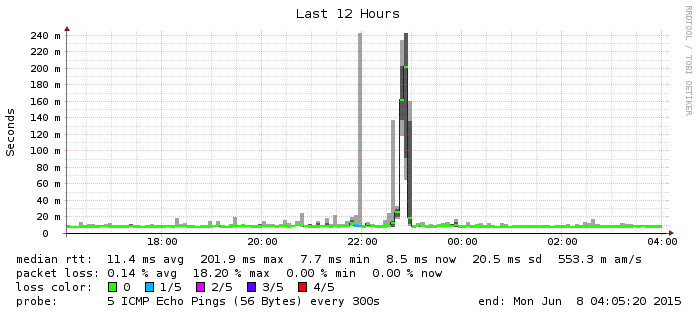 Last 12 Hours
RRDTOOL / TOBI OETIKER
Seconds
240 m
220 m
200 m
180 m
160 m
140 m
120 m
100 m
80 m
60 m
40 m
20 m
0
18:00 20:00 22:00 00:00 02:00 04:00
median rtt: 11.4 ms avg 201.9 ms max 7.7 ms min 8.5 ms now 20.5 ms sd 553.3 m am/s
packet loss: 0.14 % avg 18.20 % max 0.00 % min 0.00 % now
loss color: 0 1/5 2/5 3/5 4/5
probe: 5 ICMP Echo Pings (56 Bytes) every 300s end: Mon Jun 8 04:05:20 2015